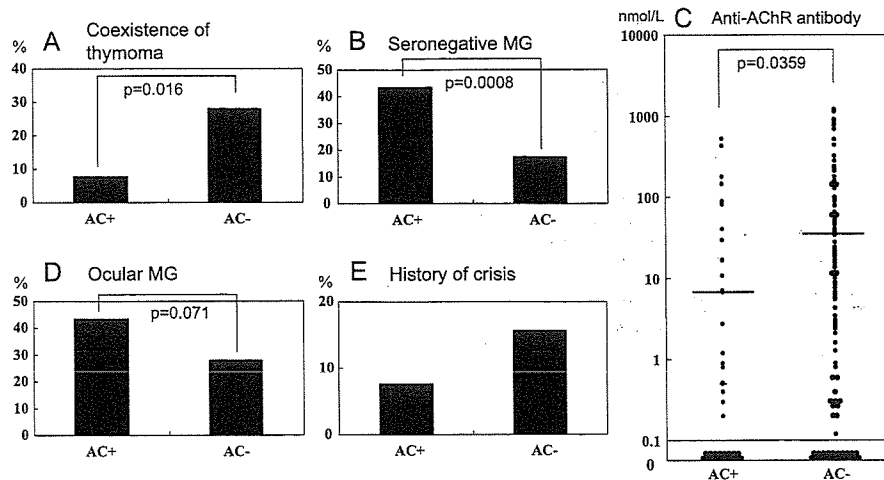 A Coexistence of
thymoma
%
40
30
20
10
0
p=0.016
AC+ AC-
B Seronegative MG
%
50
40
30
20
10
0
p=0.0008
AC+ AC-
C Anti-AChR antibody
nmol/L
10000
1000
100
10
1
0.1
0
p=0.0359
AC+ AC-
D Ocular MG
%
50
40
30
20
10
0
p=0.071
AC+ AC-
E History of crisis
%
20
10
0
AC+ AC-